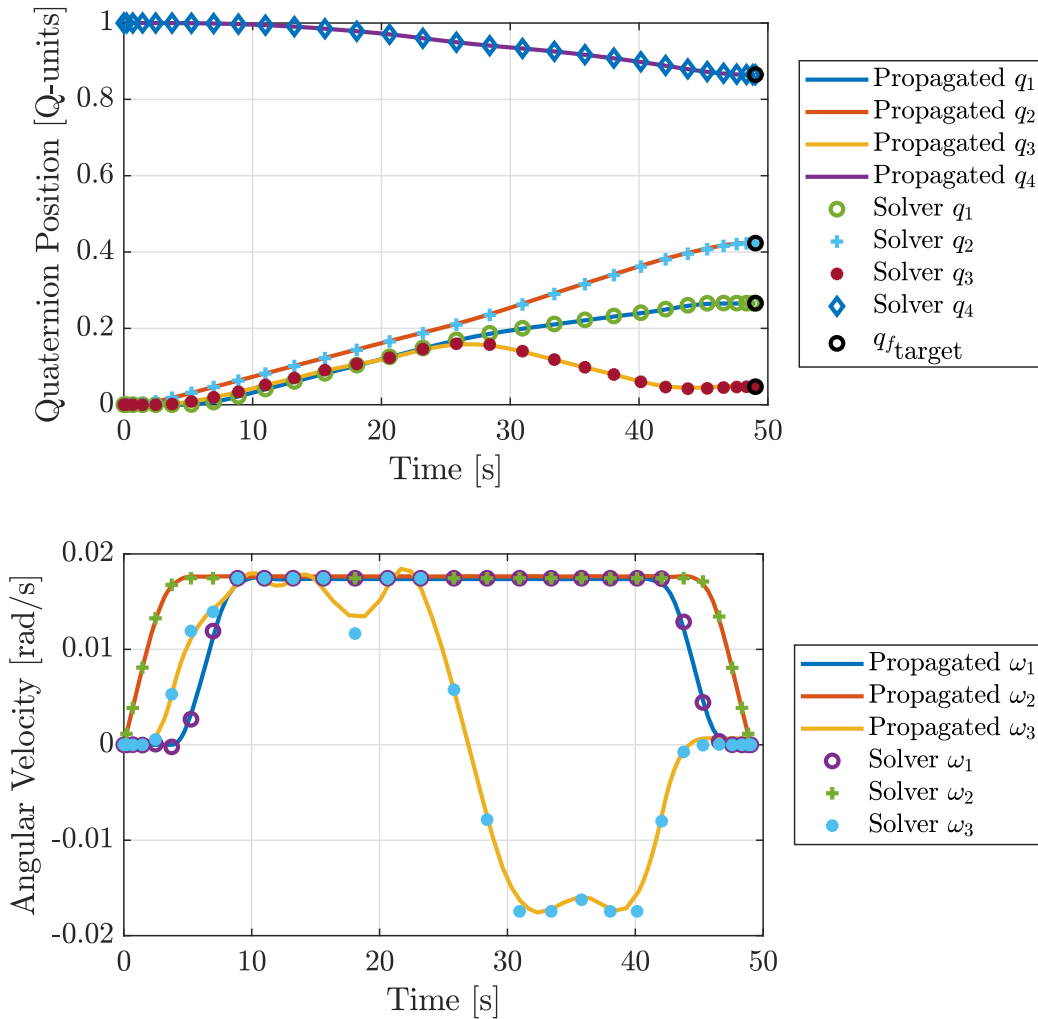 Quaternion Position [Q-units]
1
0.8
0.6
0.4
0.2
0
0
10
20
30
40
50
Time [s]
Propagated q1
Propagated q2
Propagated q3
Propagated q4
Solver q1
Solver q2
Solver q3
Solver q4
qf target
Angular Velocity [rad/s]
0.02
0.01
0
-0.01
-0.02
0
10
20
30
40
50
Time [s]
Propagated ω1
Propagated ω2
Propagated ω3
Solver ω1
Solver ω2
Solver ω3